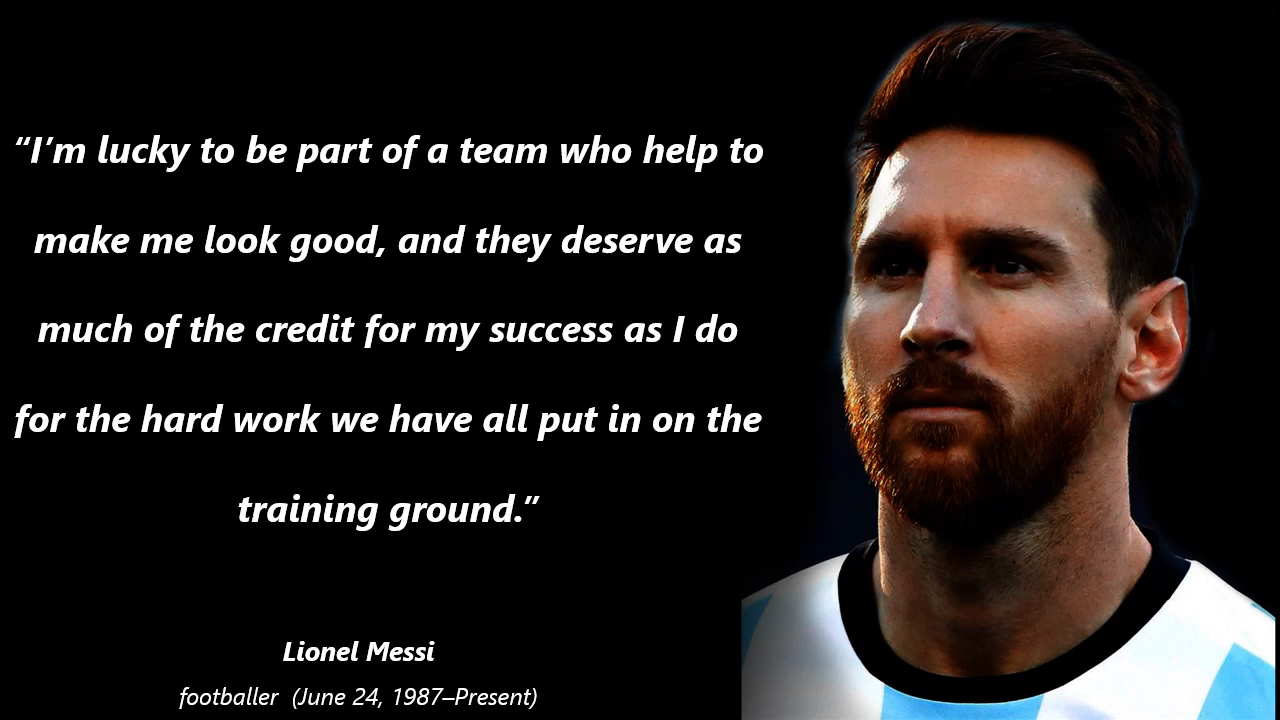 “I’m lucky to be part of a team who help to
make me look good, and they deserve as
much of the credit for my success as I do
for the hard work we have all put in on the
training ground.”
Lionel Messi
footballer  (June 24, 1987–Present)